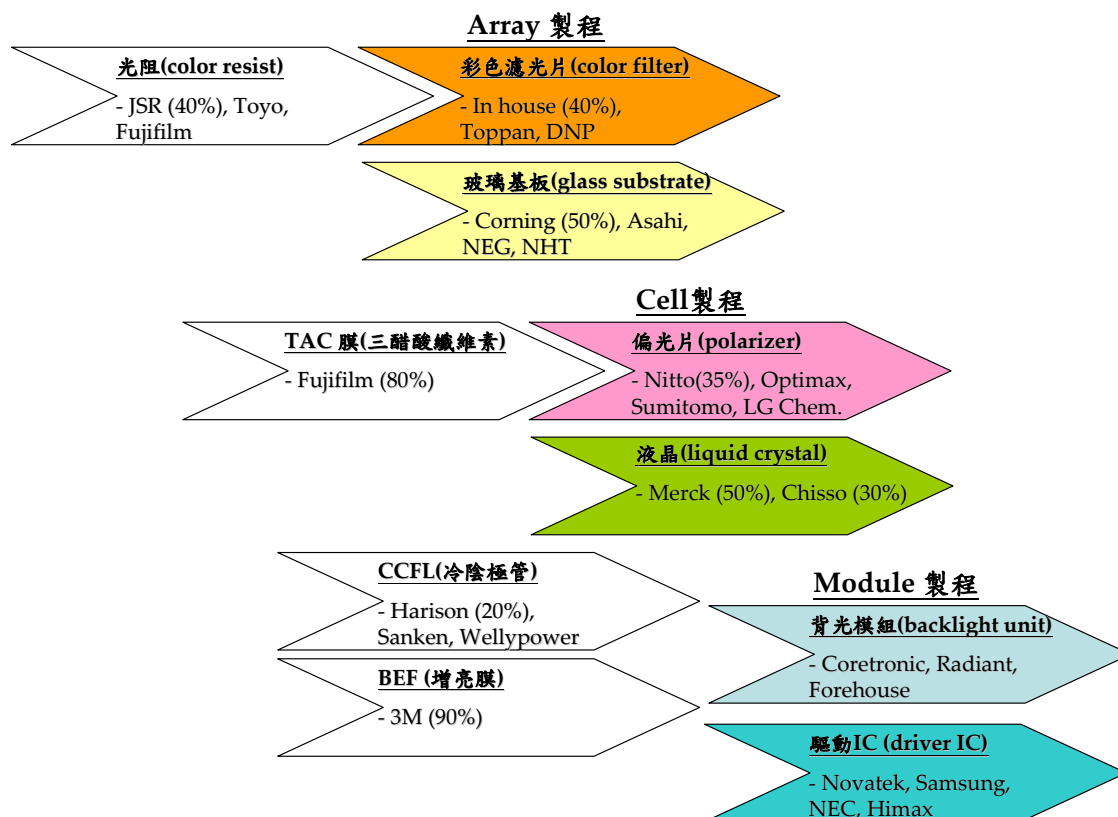 Array 製程
光阻(color resist)
- JSR (40%), Toyo,
Fujifilm
彩色濾光片(color filter)
- In house (40%),
Toppan, DNP
玻璃基板(glass substrate)
- Corning (50%), Asahi,
NEG, NHT
Cell製程
TAC 膜(三醋酸纖維素)
- Fujifilm (80%)
偏光片(polarizer)
- Nitto(35%), Optimax,
Sumitomo, LG Chem.
液晶(liquid crystal)
- Merck (50%), Chisso (30%)
CCFL(冷陰極管)
- Harison (20%),
Sanken, Wellypower
BEF (增亮膜)
- 3M (90%)
Module 製程
背光模組(backlight unit)
- Coretronic, Radiant,
Forehouse
驅動IC (driver IC)
- Novatek, Samsung,
NEC, Himax